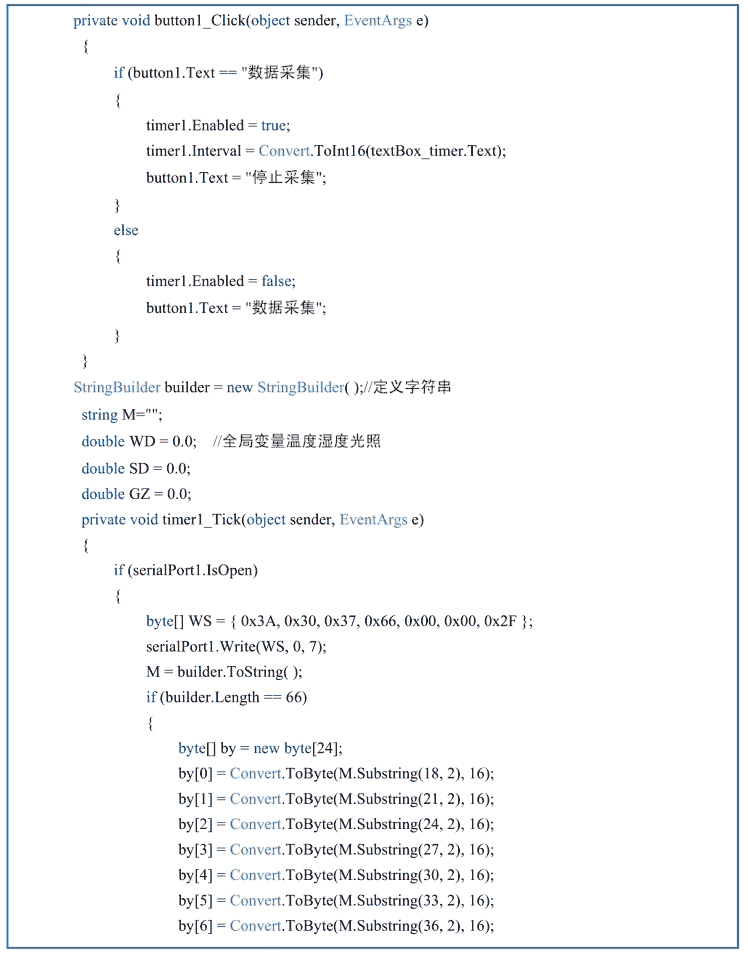 private void button1_Click(object sender, EventArgs e)
{
if (button1.Text == "数据采集")
{
timer1.Enabled = true;
timer1.Interval = Convert.ToInt16(textBox_timer.Text);
button1.Text = "停止采集";
}
else
{
timer1.Enabled = false;
button1.Text = "数据采集";
}
}
StringBuilder builder = new StringBuilder( );//定义字符串
string M="";
double WD = 0.0; //全局变量温度湿度光照
double SD = 0.0;
double GZ = 0.0;
private void timer1_Tick(object sender, EventArgs e)
{
if (serialPort1.IsOpen)
{
byte[] WS = { 0x3A, 0x30, 0x37, 0x66, 0x00, 0x00, 0x2F };
serialPort1.Write(WS, 0, 7);
M = builder.ToString( );
if (builder.Length == 66)
{
byte[] by = new byte[24];
by[0] = Convert.ToByte(M.Substring(18, 2), 16);
by[1] = Convert.ToByte(M.Substring(21, 2), 16);
by[2] = Convert.ToByte(M.Substring(24, 2), 16);
by[3] = Convert.ToByte(M.Substring(27, 2), 16);
by[4] = Convert.ToByte(M.Substring(30, 2), 16);
by[5] = Convert.ToByte(M.Substring(33, 2), 16);
by[6] = Convert.ToByte(M.Substring(36, 2), 16);